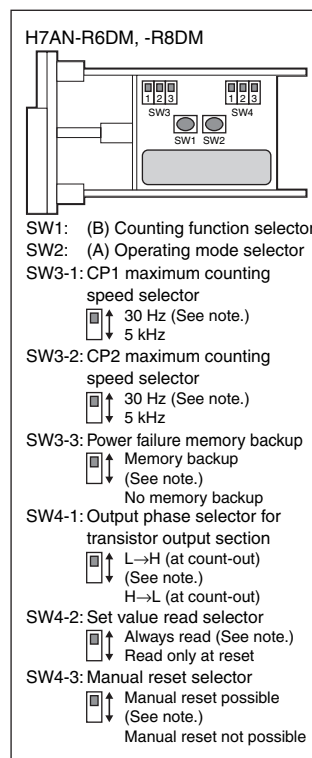 H7AN-R6DM, -R8DM
1 2 3
1 2 3
SW3
SW4
SW1 SW2
SW1: (B) Counting function selector
SW2: (A) Operating mode selector
SW3-1: CP1 maximum counting
speed selector
30 Hz (See note.)
5 kHz
SW3-2: CP2 maximum counting
speed selector
30 Hz (See note.)
5 kHz
SW3-3: Power failure memory backup
Memory backup
(See note.)
No memory backup
SW4-1: Output phase selector for
transistor output section
L→H (at count-out)
(See note.)
H→L (at count-out)
SW4-2: Set value read selector
Always read (See note.)
Read only at reset
SW4-3: Manual reset selector
Manual reset possible
(See note.)
Manual reset not possible